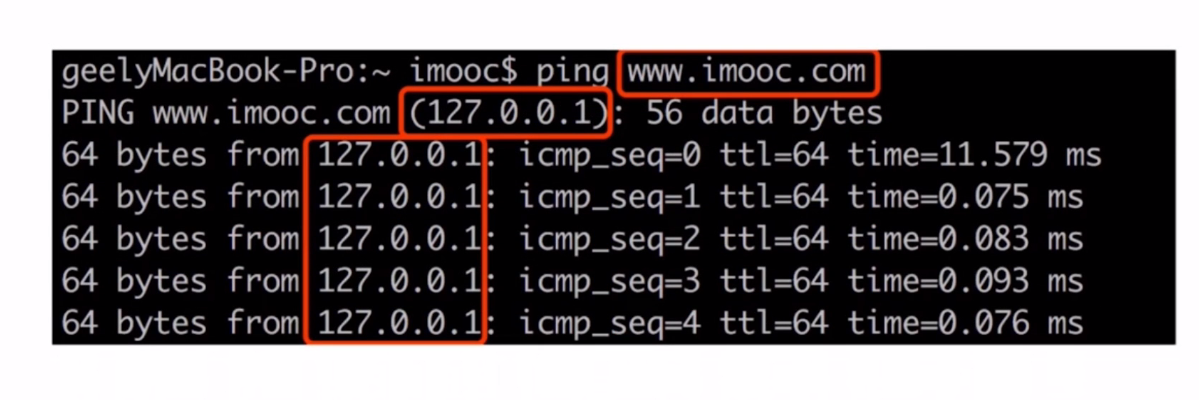 geelyMacBook-Pro:~ imooc$ ping www.imooc.com
PING www.imooc.com (127.0.0.1): 56 data bytes
64 bytes from 127.0.0.1: icmp_seq=0 ttl=64 time=11.579 ms
64 bytes from 127.0.0.1: icmp_seq=1 ttl=64 time=0.075 ms
64 bytes from 127.0.0.1: icmp_seq=2 ttl=64 time=0.083 ms
64 bytes from 127.0.0.1: icmp_seq=3 ttl=64 time=0.093 ms
64 bytes from 127.0.0.1: icmp_seq=4 ttl=64 time=0.076 ms